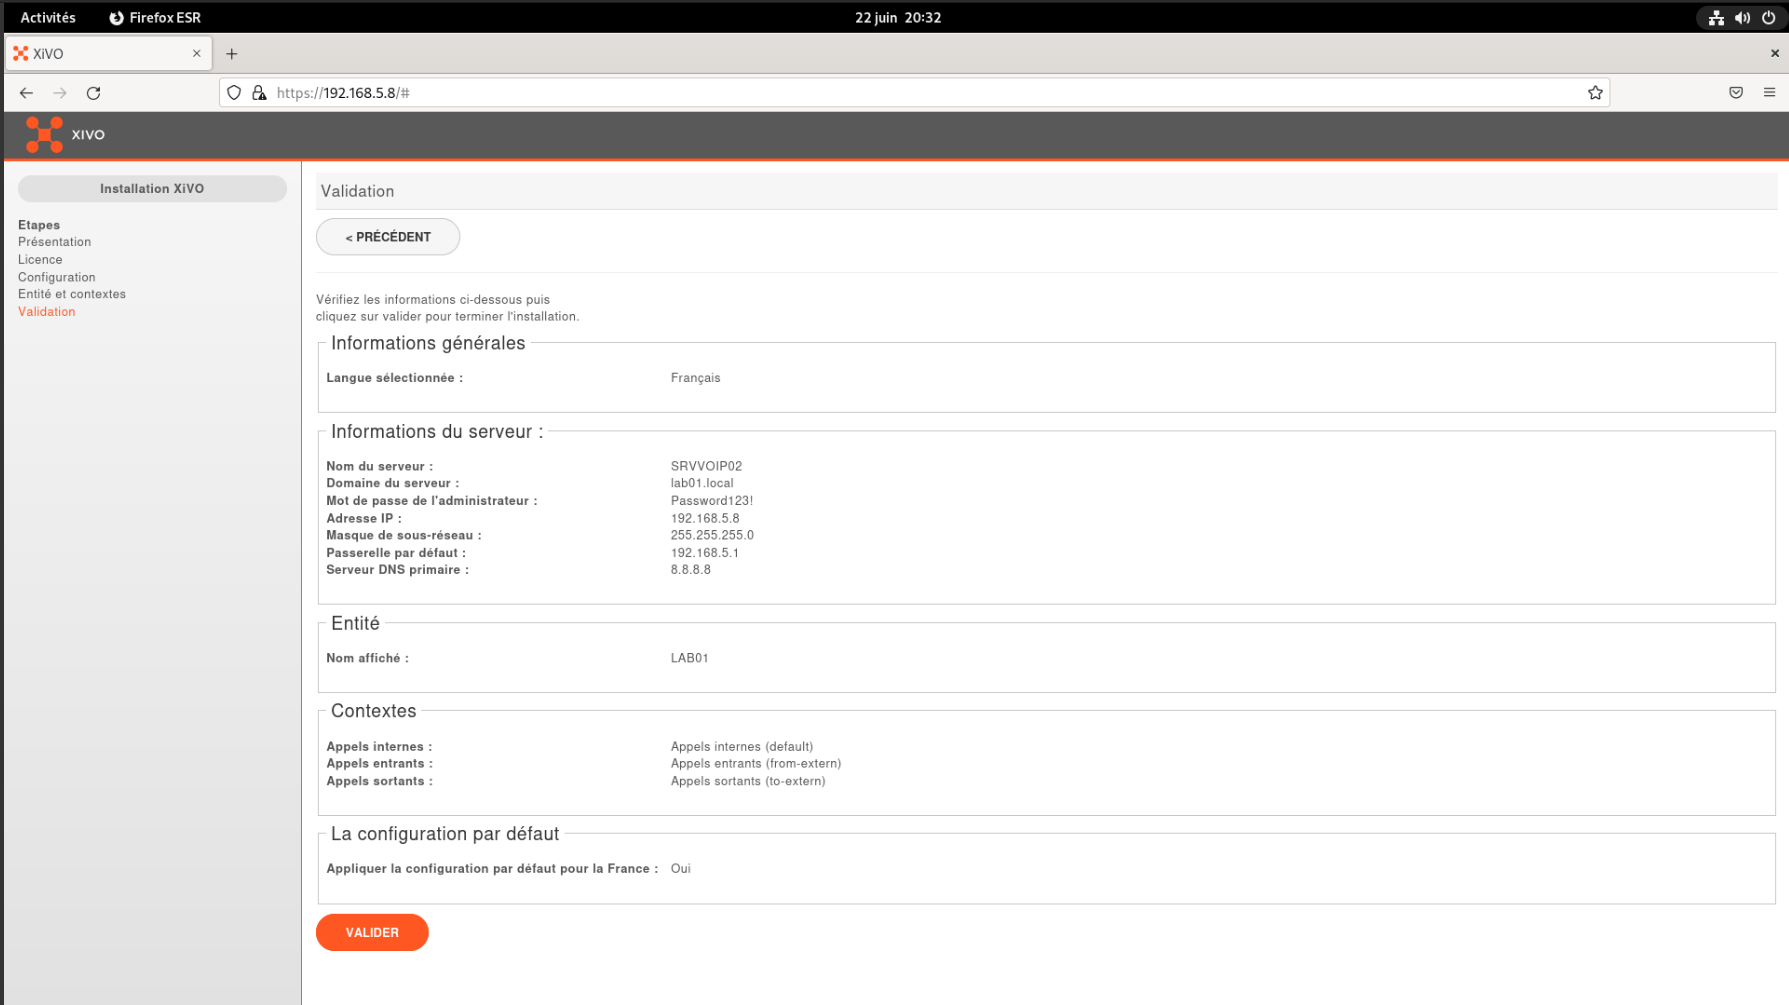 Activités Firefox ESR 22 juin 20:32
XiVO × + ×
https://192.168.5.8/#
XIVO
Installation XiVO
Etapes
Présentation
Licence
Configuration
Entité et contextes
Validation
Validation
< PRÉCÉDENT
Vérifiez les informations ci-dessous puis
cliquez sur valider pour terminer l'installation.
Informations générales
Langue sélectionnée : Français
Informations du serveur :
Nom du serveur : SRVVOIP02
Domaine du serveur : lab01.local
Mot de passe de l'administrateur : Password123!
Adresse IP : 192.168.5.8
Masque de sous-réseau : 255.255.255.0
Passerelle par défaut : 192.168.5.1
Serveur DNS primaire : 8.8.8.8
Entité
Nom affiché : LAB01
Contextes
Appels internes : Appels internes (default)
Appels entrants : Appels entrants (from-extern)
Appels sortants : Appels sortants (to-extern)
La configuration par défaut
Appliquer la configuration par défaut pour la France : Oui
VALIDER